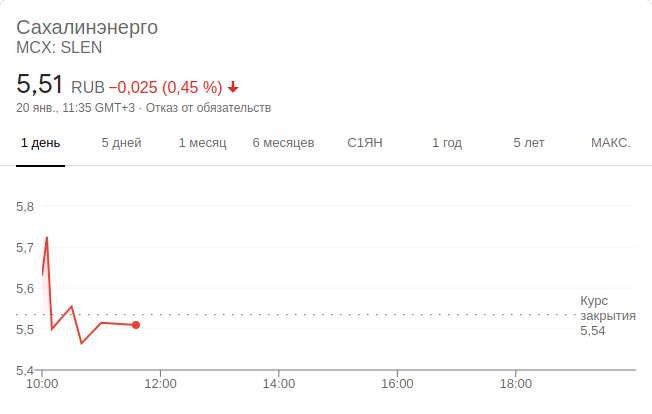 Сахалинэнерго
MCX: SLEN
5,51 RUB −0,025 (0,45 %)
20 янв., 11:35 GMT+3 · Отказ от обязательств
1 день 5 дней 1 месяц 6 месяцев С1ЯН 1 год 5 лет МАКС.
5,8
5,7
5,6
5,5
5,4
Курс
закрытия
5,54
10:00 12:00 14:00 16:00 18:00